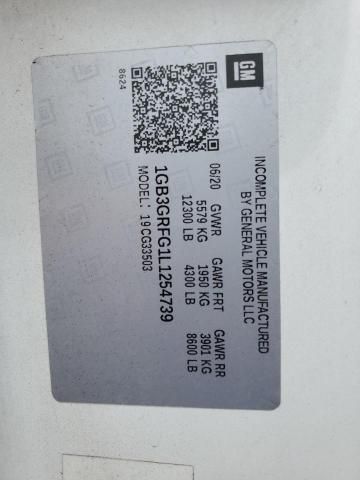 GM
INCOMPLETE VEHICLE MANUFACTURED
BY GENERAL MOTORS LLC
06/20 GVWR GAWR FRT GAWR RR
5579 KG 1950 KG 3901 KG
12300 LB 4300 LB 8600 LB
1GB3GRFG1L1254739
MODEL: 19CG33503
8624